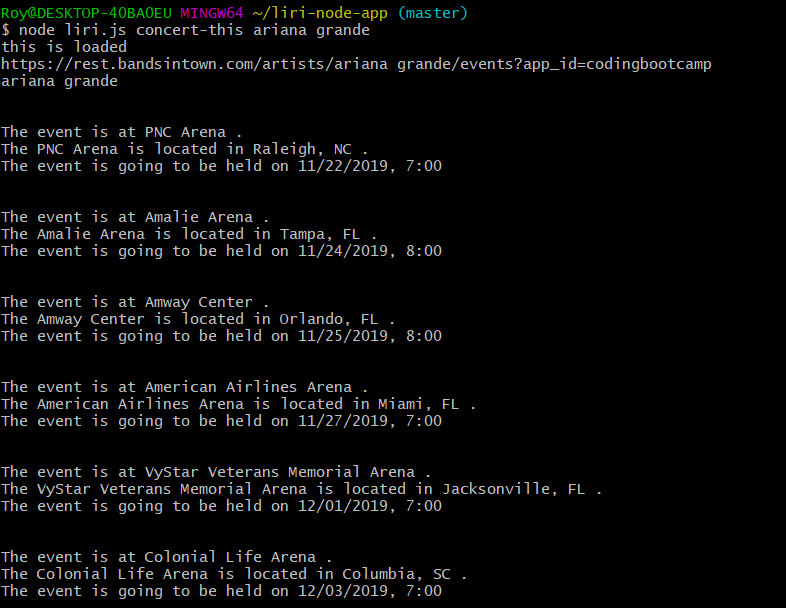 Roy@DESKTOP-40BAOEU MINGW64 ~/liri-node-app (master)
$ node liri.js concert-this ariana grande
this is loaded
https://rest.bandsintown.com/artists/ariana grande/events?app_id=codingbootcamp
ariana grande
The event is at PNC Arena .
The PNC Arena is located in Raleigh, NC .
The event is going to be held on 11/22/2019, 7:00
The event is at Amalie Arena .
The Amalie Arena is located in Tampa, FL .
The event is going to be held on 11/24/2019, 8:00
The event is at Amway Center .
The Amway Center is located in Orlando, FL .
The event is going to be held on 11/25/2019, 8:00
The event is at American Airlines Arena .
The American Airlines Arena is located in Miami, FL .
The event is going to be held on 11/27/2019, 7:00
The event is at VyStar Veterans Memorial Arena .
The VyStar Veterans Memorial Arena is located in Jacksonville, FL .
The event is going to be held on 12/01/2019, 7:00
The event is at Colonial Life Arena .
The Colonial Life Arena is located in Columbia, SC .
The event is going to be held on 12/03/2019, 7:00